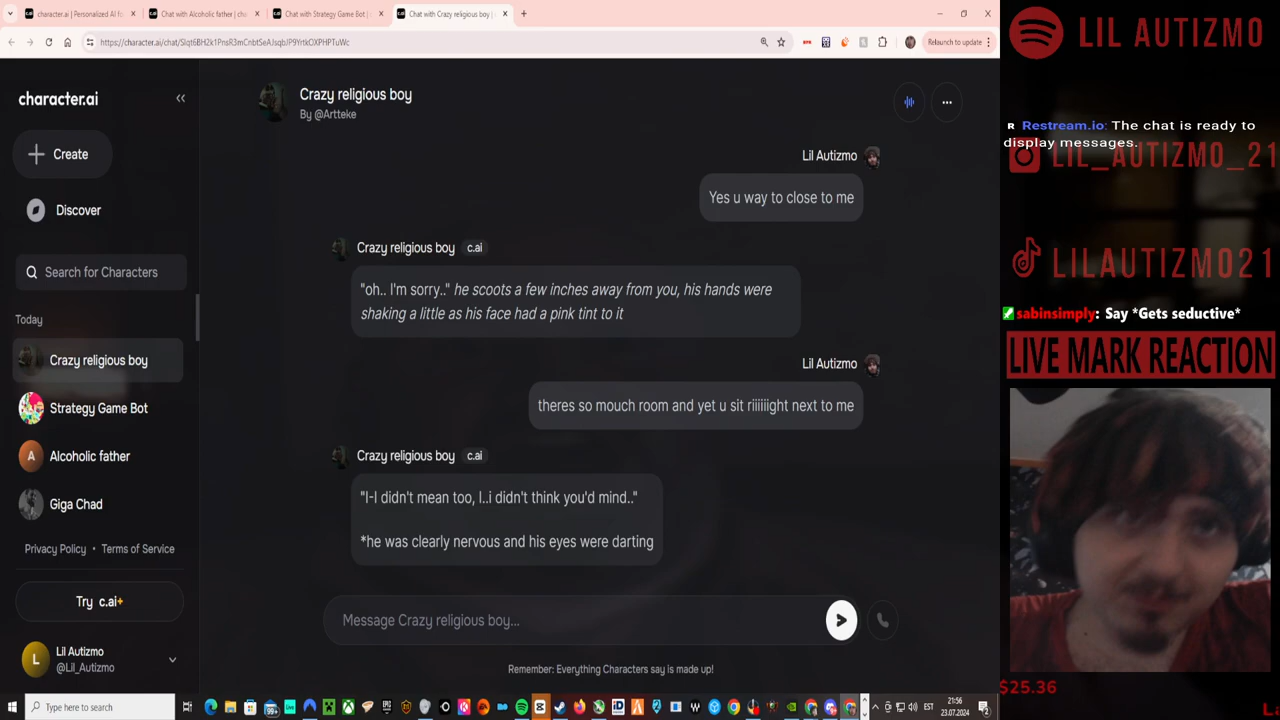 character.ai | Personalized AI f
Chat with Alcoholic father | cha
Chat with Strategy Game Bot | c
Chat with Crazy religious boy |
Relaunch to update
character.ai
Create
Discover
Search for Characters
Today
Crazy religious boy
Strategy Game Bot
A Alcoholic father
Giga Chad
Privacy Policy • Terms of Service
Try c.ai+
L Lil Autizmo
@Lil_Autizmo
Crazy religious boy
By @Artteke
Lil Autizmo
Yes u way to close to me
Crazy religious boy c.ai
"oh.. I'm sorry.." he scoots a few inches away from you, his hands were
shaking a little as his face had a pink tint to it
Lil Autizmo
theres so mouch room and yet u sit riiiiiight next to me
Crazy religious boy c.ai
"I-I didn't mean too, I..i didn't think you'd mind.."
*he was clearly nervous and his eyes were darting
Message Crazy religious boy...
Remember: Everything Characters say is made up!
LIL AUTIZMO
R Restream.io: The chat is ready to
display messages.
LIL_AUTIZMO_21
LILAUTIZMO21
sabinsimply: Say *Gets seductive*
LIVE MARK REACTION
$25.36
Type here to search
99+
EST
21:56
23.07.2024
2